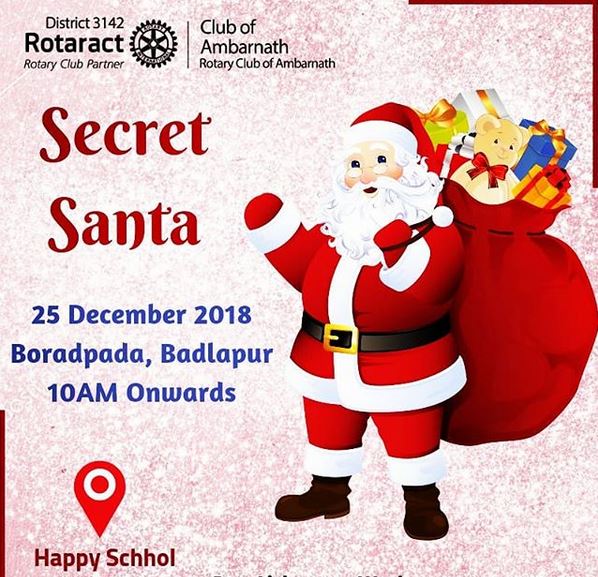 District 3142
Rotaract
Rotary Club Partner
Club of
Ambarnath
Rotary Club of Ambarnath
Secret
Santa
25 December 2018
Boradpada, Badlapur
10AM Onwards
Happy Schhol